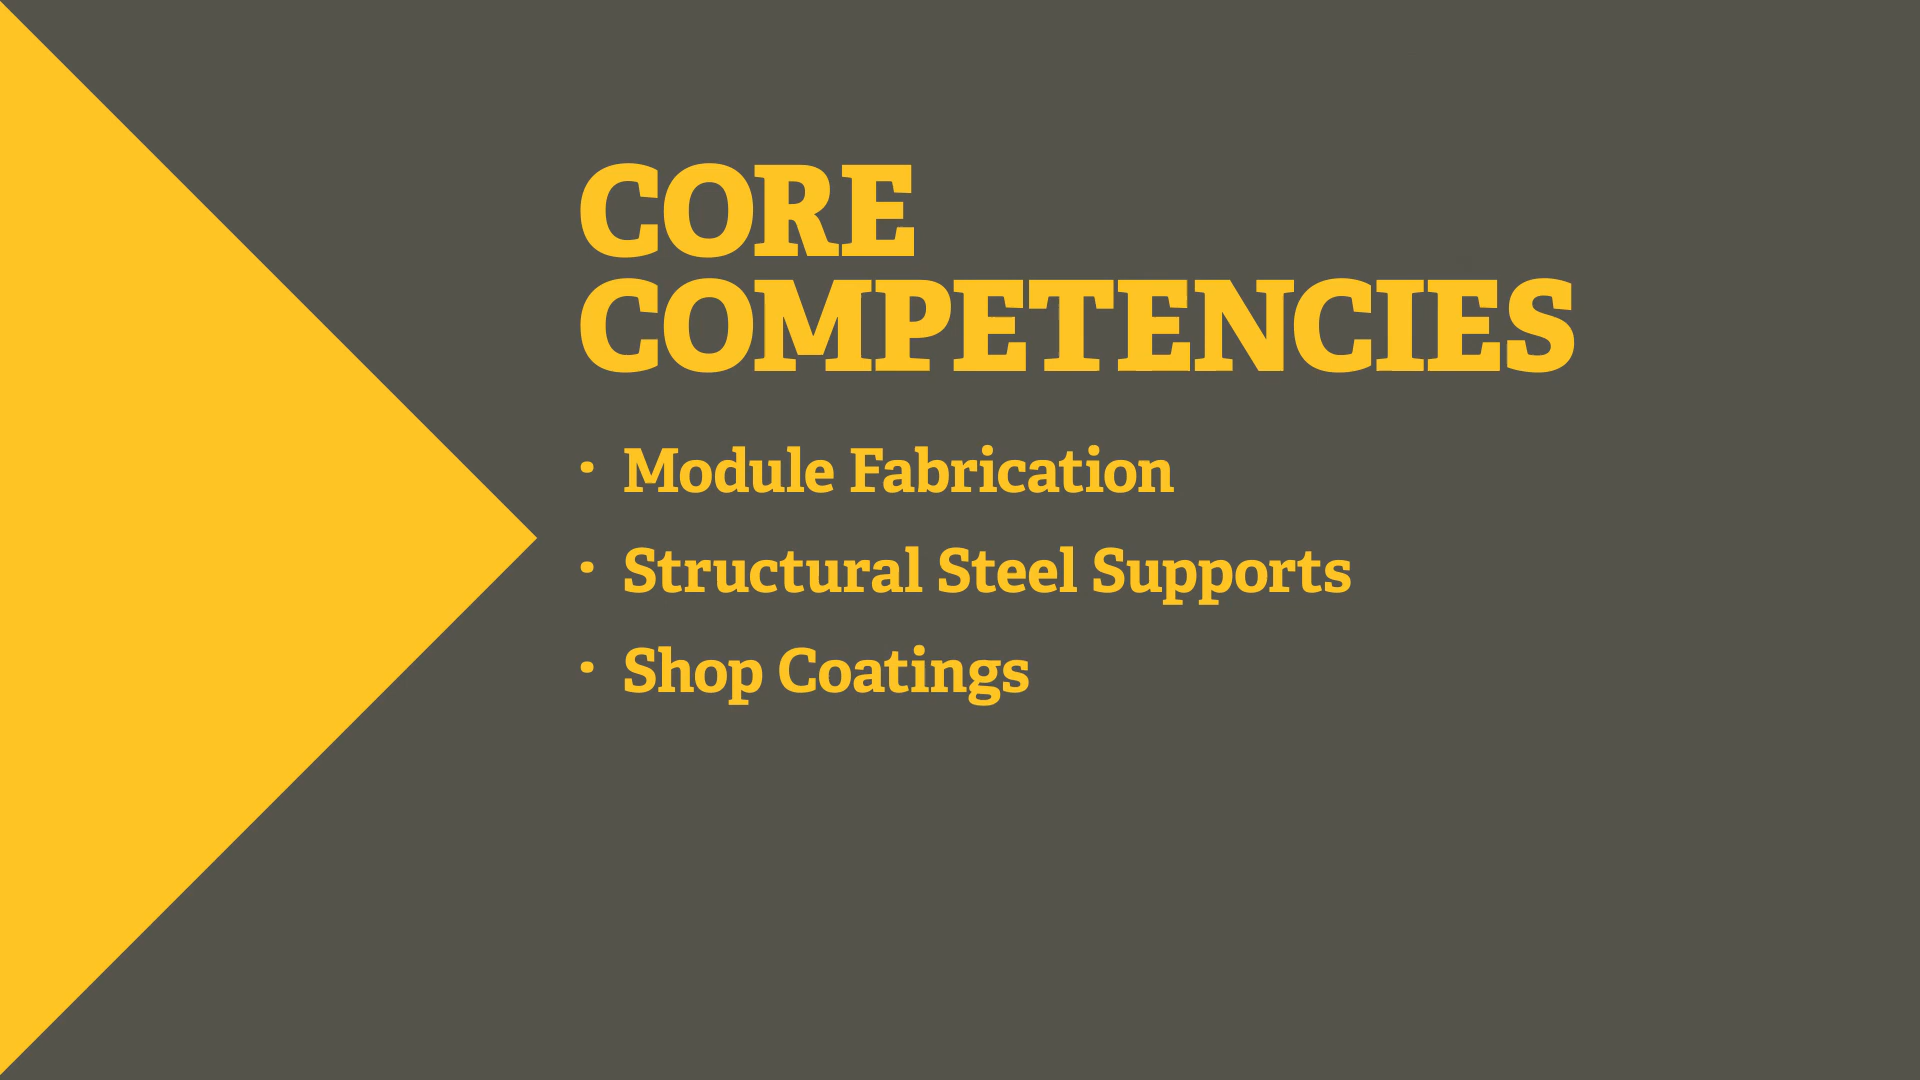 CORE
COMPETENCIES
• Module Fabrication
• Structural Steel Supports
• Shop Coatings